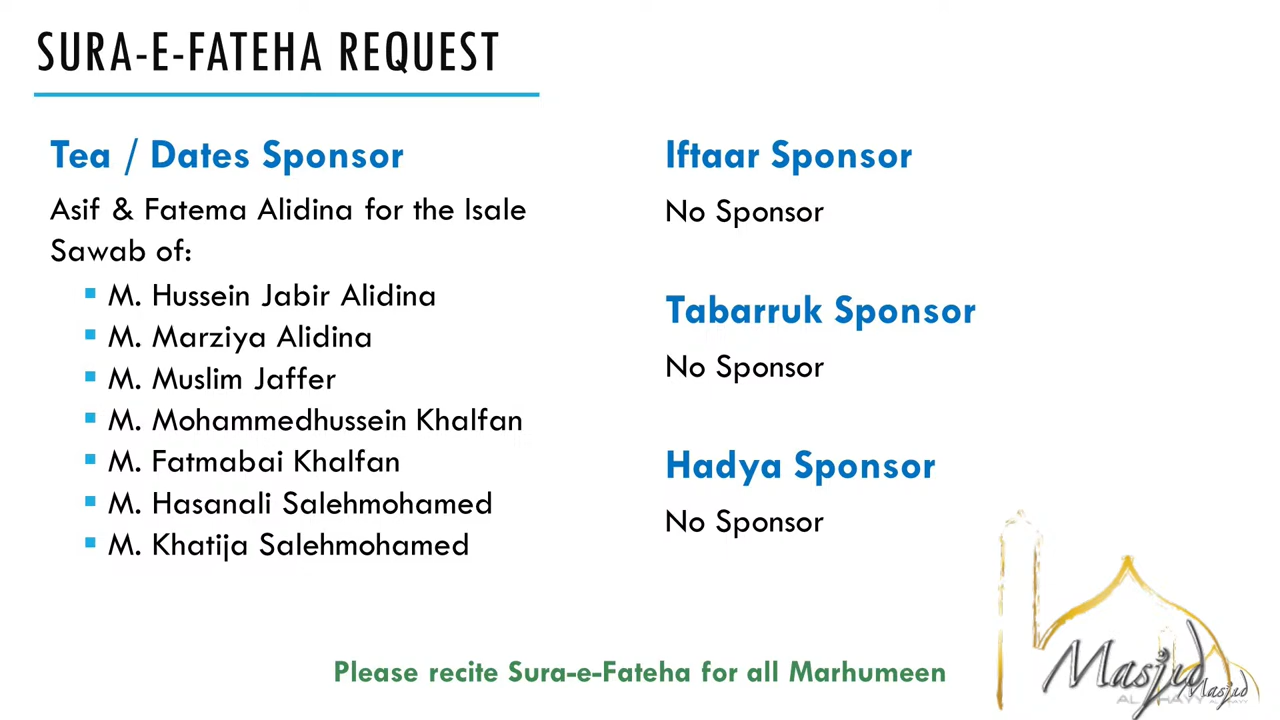 SURA-E-FATEHA REQUEST
Tea / Dates Sponsor
Asif & Fatema Alidina for the Isale
Sawab of:
▪ M. Hussein Jabir Alidina
▪ M. Marziya Alidina
▪ M. Muslim Jaffer
▪ M. Mohammedhussein Khalfan
▪ M. Fatmabai Khalfan
▪ M. Hasanali Salehmohamed
▪ M. Khatija Salehmohamed
Iftaar Sponsor
No Sponsor
Tabarruk Sponsor
No Sponsor
Hadya Sponsor
No Sponsor
Please recite Sura-e-Fateha for all Marhumeen
Masjid
Masjid